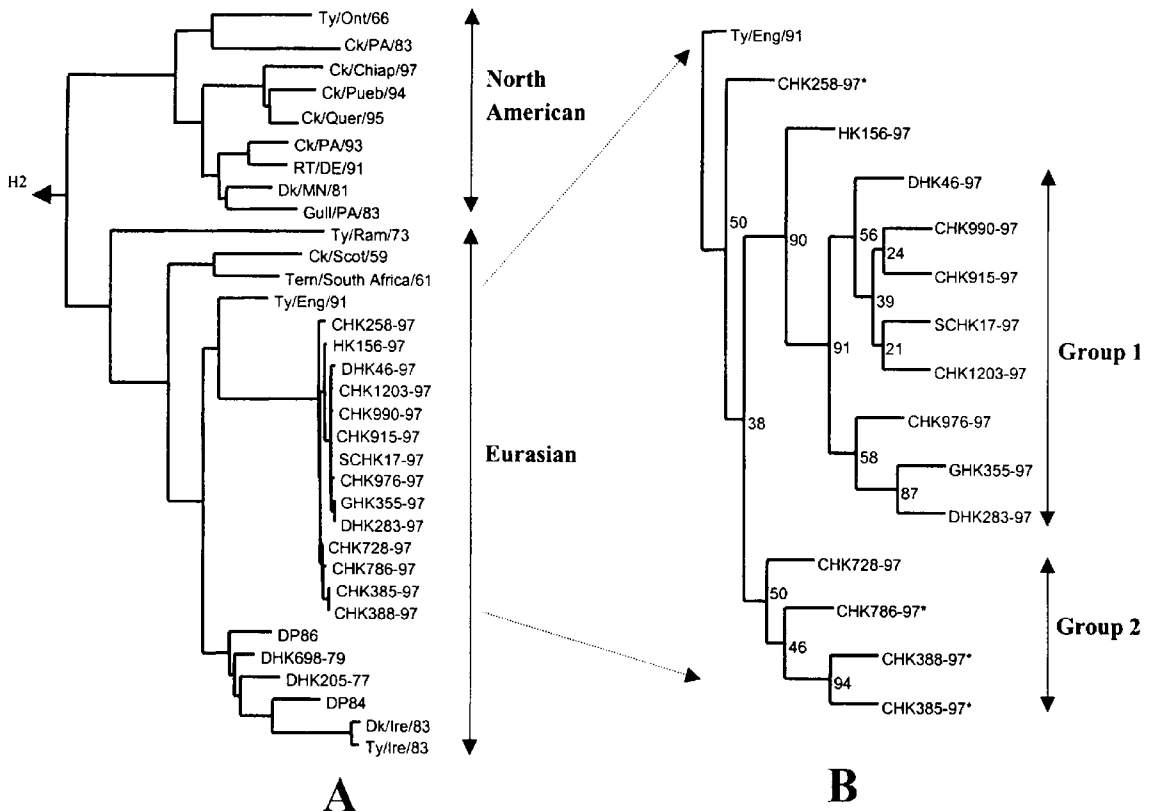 Ty/Ont/66
Ck/PA/83
Ck/Chiap/97
Ck/Pueb/94
Ck/Quer/95
Ck/PA/93
RT/DE/91
Dk/MN/81
Gull/PA/83
North
American
H2
Ty/Ram/73
Ck/Scot/59
Tern/South Africa/61
Ty/Eng/91
CHK258-97
HK156-97
DHK46-97
CHK1203-97
CHK990-97
CHK915-97
SCHK17-97
CHK976-97
GHK355-97
DHK283-97
CHK728-97
CHK786-97
CHK385-97
CHK388-97
DP86
DHK698-79
DHK205-77
DP84
Dk/Ire/83
Ty/Ire/83
Eurasian
A
Ty/Eng/91
CHK258-97*
HK156-97
DHK46-97
CHK990-97
CHK915-97
SCHK17-97
CHK1203-97
CHK976-97
GHK355-97
DHK283-97
CHK728-97
CHK786-97*
CHK388-97*
CHK385-97*
50
90
56
24
39
21
91
38
58
87
50
46
94
Group 1
Group 2
B